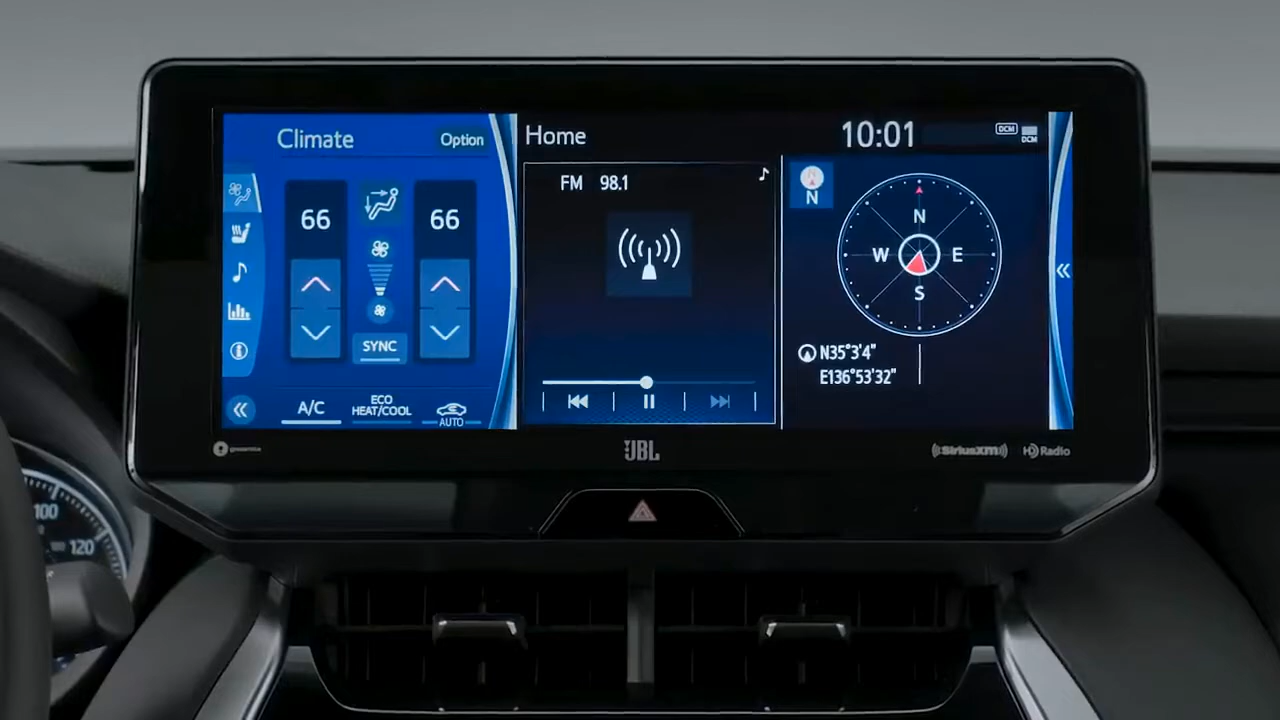 Climate
Option
Home
10:01
DCM
DCM
66
66
SYNC
A/C
ECO
HEAT/COOL
AUTO
FM 98.1
N
N
W
E
S
N35°3'4"
E136°53'32"
JBL
SiriusXM
HD Radio
100
120